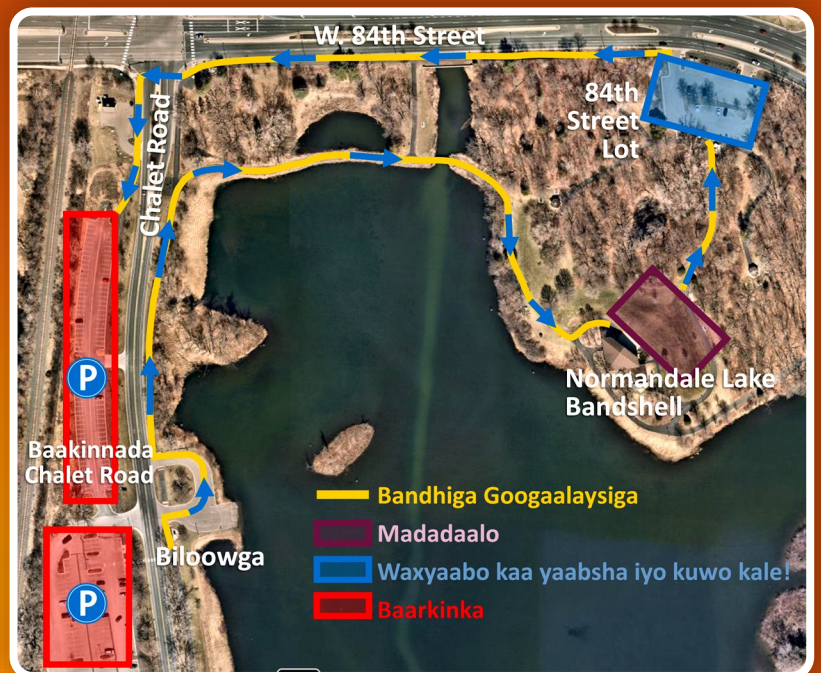 W. 84th Street
84th
Street
Lot
Chalet Road
P
Normandale Lake
Bandshell
Baakinnada
Chalet Road
Bandhiga Googaalaysiga
Madadaalo
Biloowga
Waxyaabo kaa yaabsha iyo kuwo kale!
P
Baarkinka